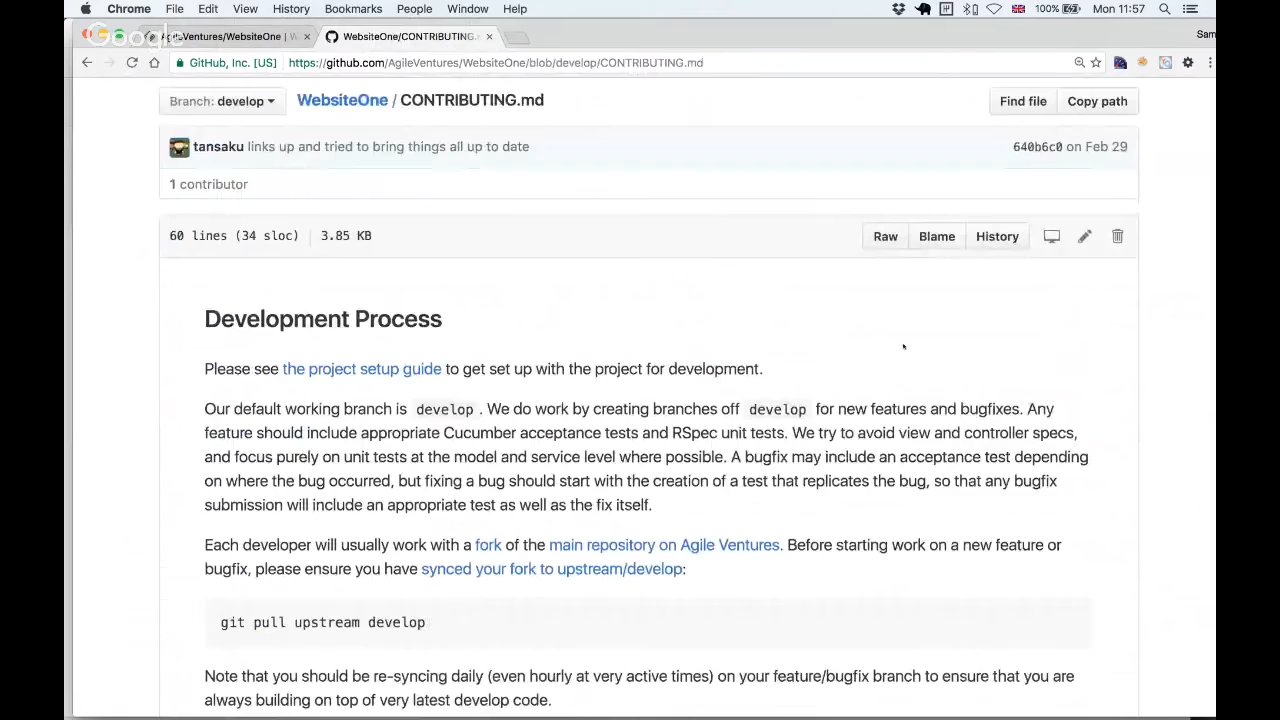 Chrome File Edit View History Bookmarks People Window Help 100% Mon 11:57
Google
AgileVentures/WebsiteOne | W × WebsiteOne/CONTRIBUTING. × Sam
GitHub, Inc. [US] https://github.com/AgileVentures/WebsiteOne/blob/develop/CONTRIBUTING.md
Branch: develop WebsiteOne / CONTRIBUTING.md Find file Copy path
tansaku links up and tried to bring things all up to date 640b6c0 on Feb 29
1 contributor
60 lines (34 sloc) 3.85 KB Raw Blame History
Development Process
Please see the project setup guide to get set up with the project for development.
Our default working branch is develop . We do work by creating branches off develop for new features and bugfixes. Any
feature should include appropriate Cucumber acceptance tests and RSpec unit tests. We try to avoid view and controller specs,
and focus purely on unit tests at the model and service level where possible. A bugfix may include an acceptance test depending
on where the bug occurred, but fixing a bug should start with the creation of a test that replicates the bug, so that any bugfix
submission will include an appropriate test as well as the fix itself.
Each developer will usually work with a fork of the main repository on Agile Ventures. Before starting work on a new feature or
bugfix, please ensure you have synced your fork to upstream/develop:
git pull upstream develop
Note that you should be re-syncing daily (even hourly at very active times) on your feature/bugfix branch to ensure that you are
always building on top of very latest develop code.